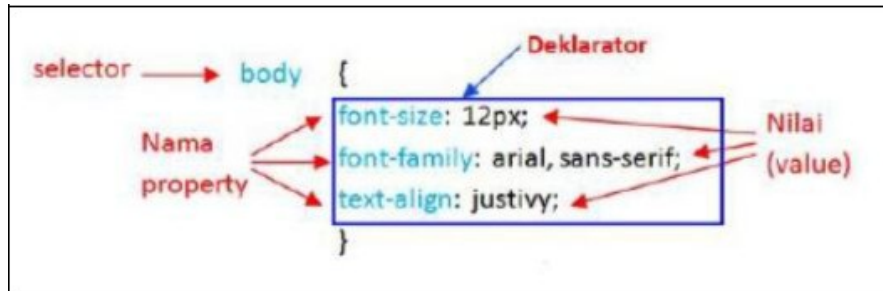 Deklarator
selector body {
font-size: 12px;
Nama property
font-family: arial, sans-serif;
Nilai (value)
text-align: justivy;
}